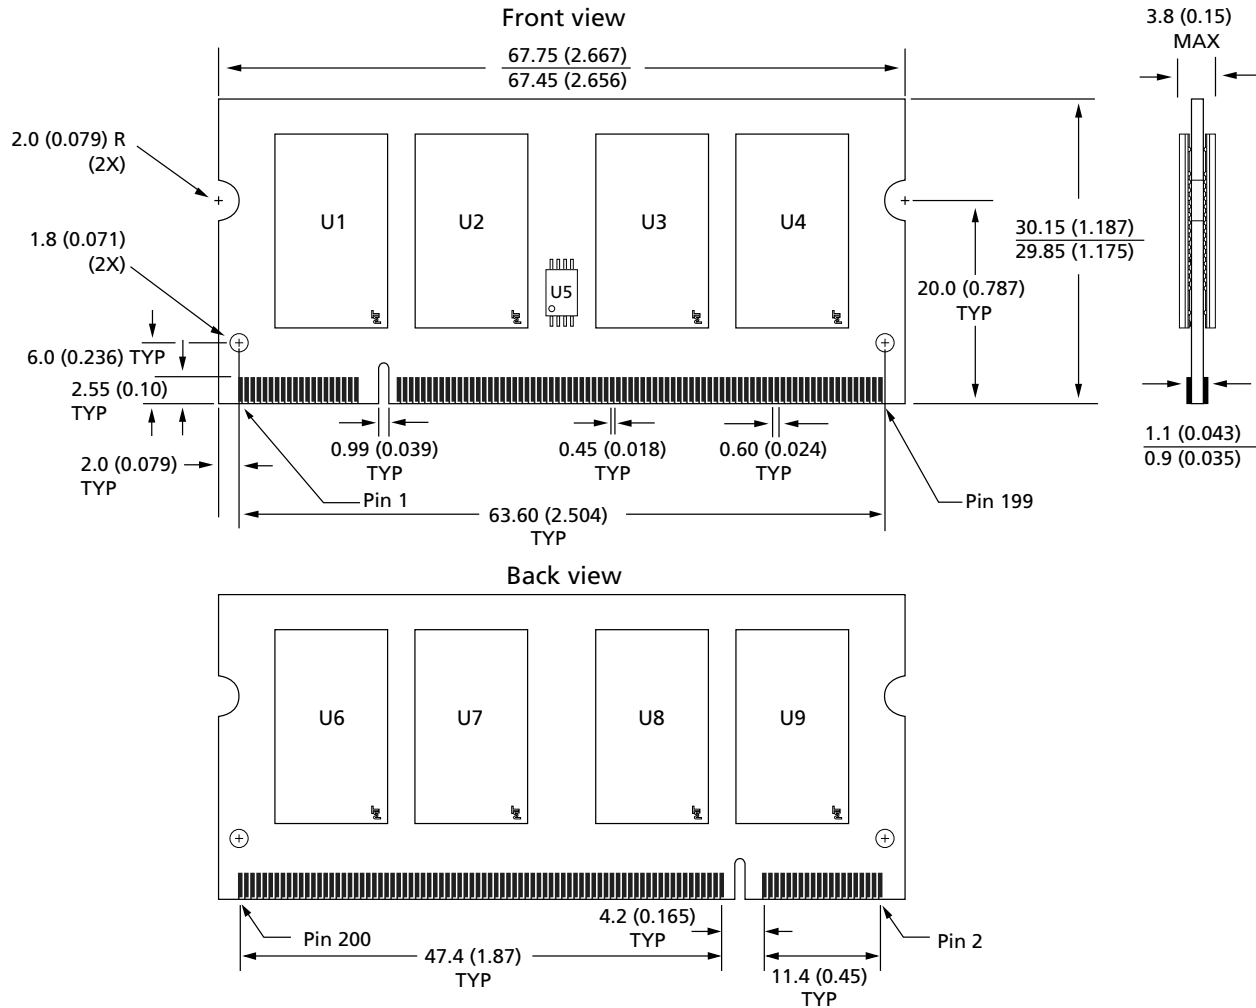 Front view
3.8 (0.15)
MAX
67.75 (2.667)
67.45 (2.656)
2.0 (0.079) R
(2X)
U1
U2
U3
U4
1.8 (0.071)
(2X)
30.15 (1.187)
29.85 (1.175)
U5
20.0 (0.787)
TYP
6.0 (0.236) TYP
2.55 (0.10)
TYP
1.1 (0.043)
0.9 (0.035)
0.99 (0.039)
TYP
0.45 (0.018)
TYP
0.60 (0.024)
TYP
2.0 (0.079)
TYP
Pin 1
Pin 199
63.60 (2.504)
TYP
Back view
U6
U7
U8
U9
4.2 (0.165)
TYP
Pin 200
Pin 2
47.4 (1.87)
TYP
11.4 (0.45)
TYP